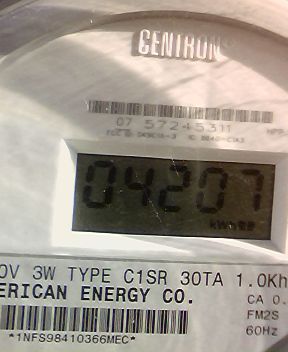 CENTRON
07 57245311
04207
kWh
0V 3W TYPE C1SR 30TA 1.0Kh
ERICAN ENERGY CO.
CA 0.
FM2S
60Hz
*1NFS98410366MEC*